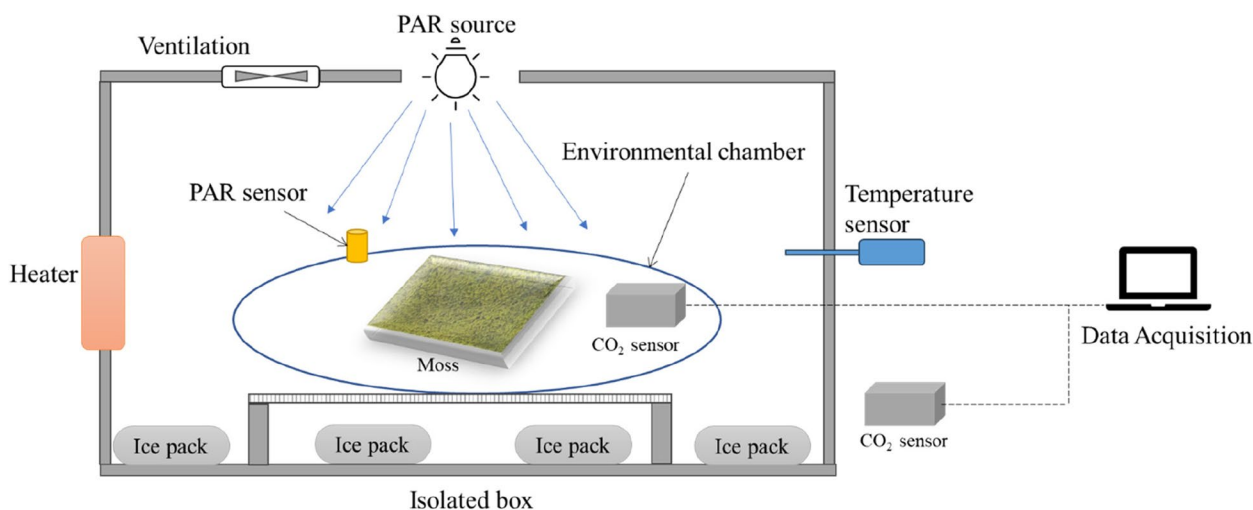 PAR source
Ventilation
Environmental chamber
PAR sensor
Temperature
sensor
Heater
CO₂ sensor
Moss
Data Acquisition
CO₂ sensor
Ice pack
Ice pack
Ice pack
Ice pack
Isolated box